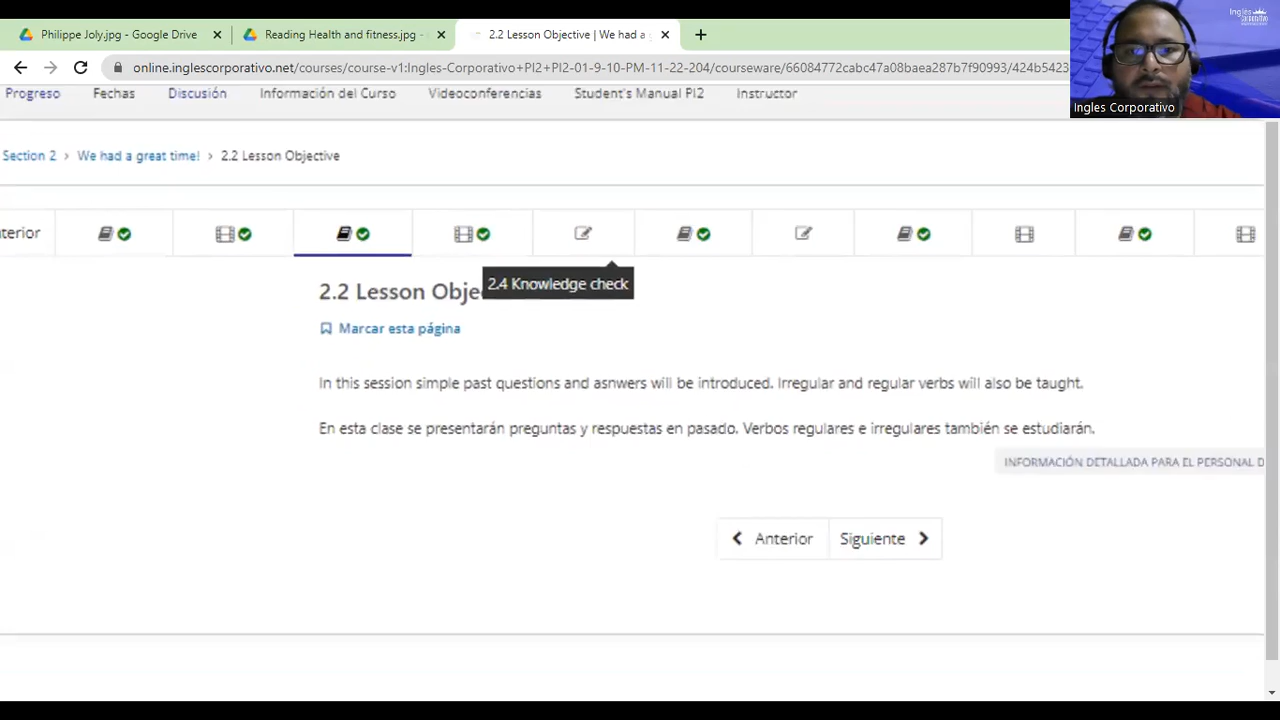 Philippe Joly.jpg - Google Drive
Reading Health and fitness.jpg -
2.2 Lesson Objective | We had a
Ingles Corporativo
online.inglescorporativo.net/courses/course-v1:Ingles-Corporativo+PI2+PI2-01-9-10-PM-11-22-204/courseware/66084772cabc47a08baea287b7f90993/424b5423
Ingles Corporativo
Progreso Fechas Discusión Información del Curso Videoconferencias Student's Manual PI2 Instructor
Section 2 > We had a great time! > 2.2 Lesson Objective
terior
2.4 Knowledge check
2.2 Lesson Obje
Marcar esta página
In this session simple past questions and asnwers will be introduced. Irregular and regular verbs will also be taught.
En esta clase se presentarán preguntas y respuestas en pasado. Verbos regulares e irregulares también se estudiarán.
INFORMACIÓN DETALLADA PARA EL PERSONAL D
Anterior Siguiente